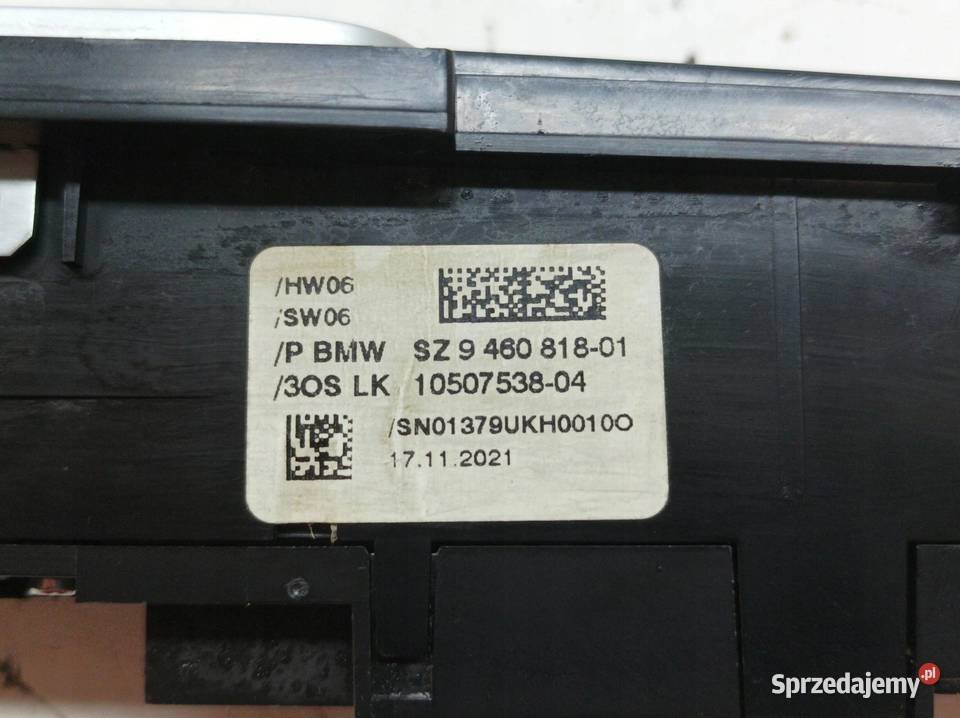 /HW06
/SW06
/P BMW SZ 9 460 818-01
/3OS LK 10507538-04
/SN01379UKH0010O
17.11.2021
Sprzedajemy.pl